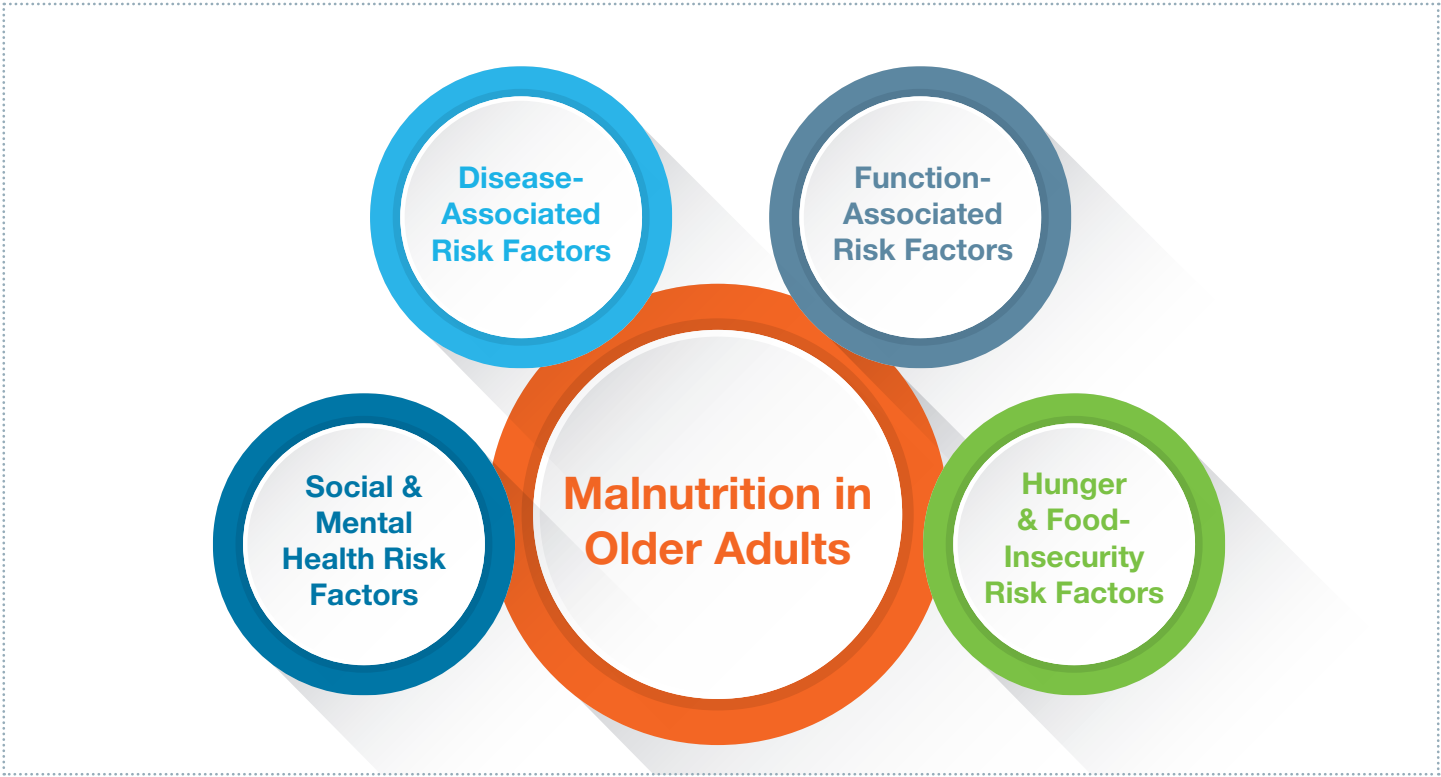 Disease-
Associated
Risk Factors
Function-
Associated
Risk Factors
Social &
Mental
Health Risk
Factors
Malnutrition in
Older Adults
Hunger
& Food-
Insecurity
Risk Factors